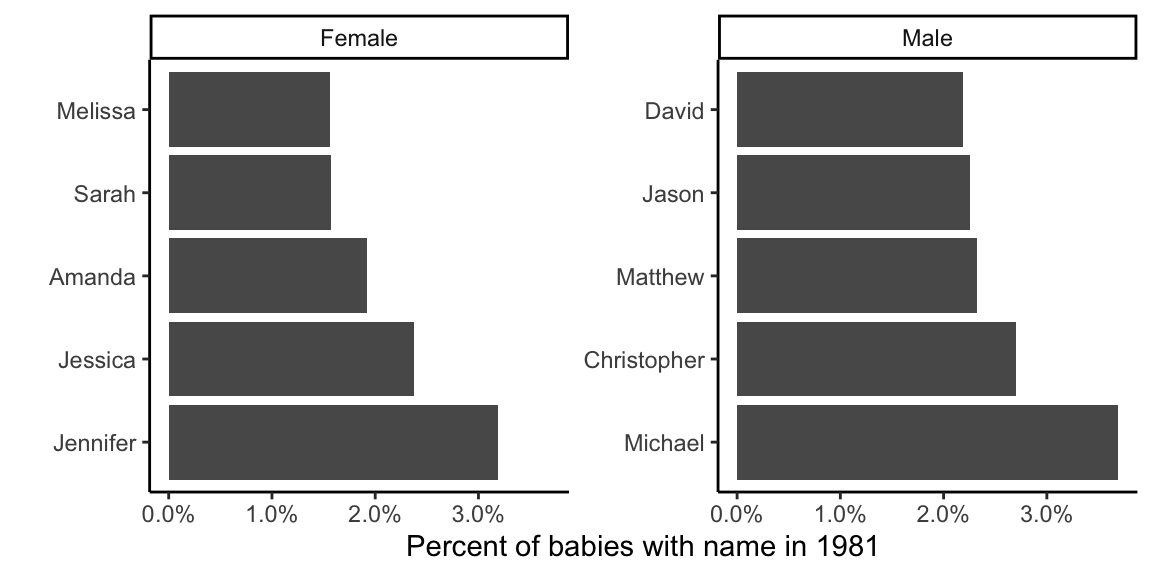 Female
Melissa
Sarah
Amanda
Jessica
Jennifer
0.0% 1.0% 2.0% 3.0%
Male
David
Jason
Matthew
Christopher
Michael
0.0% 1.0% 2.0% 3.0%
Percent of babies with name in 1981